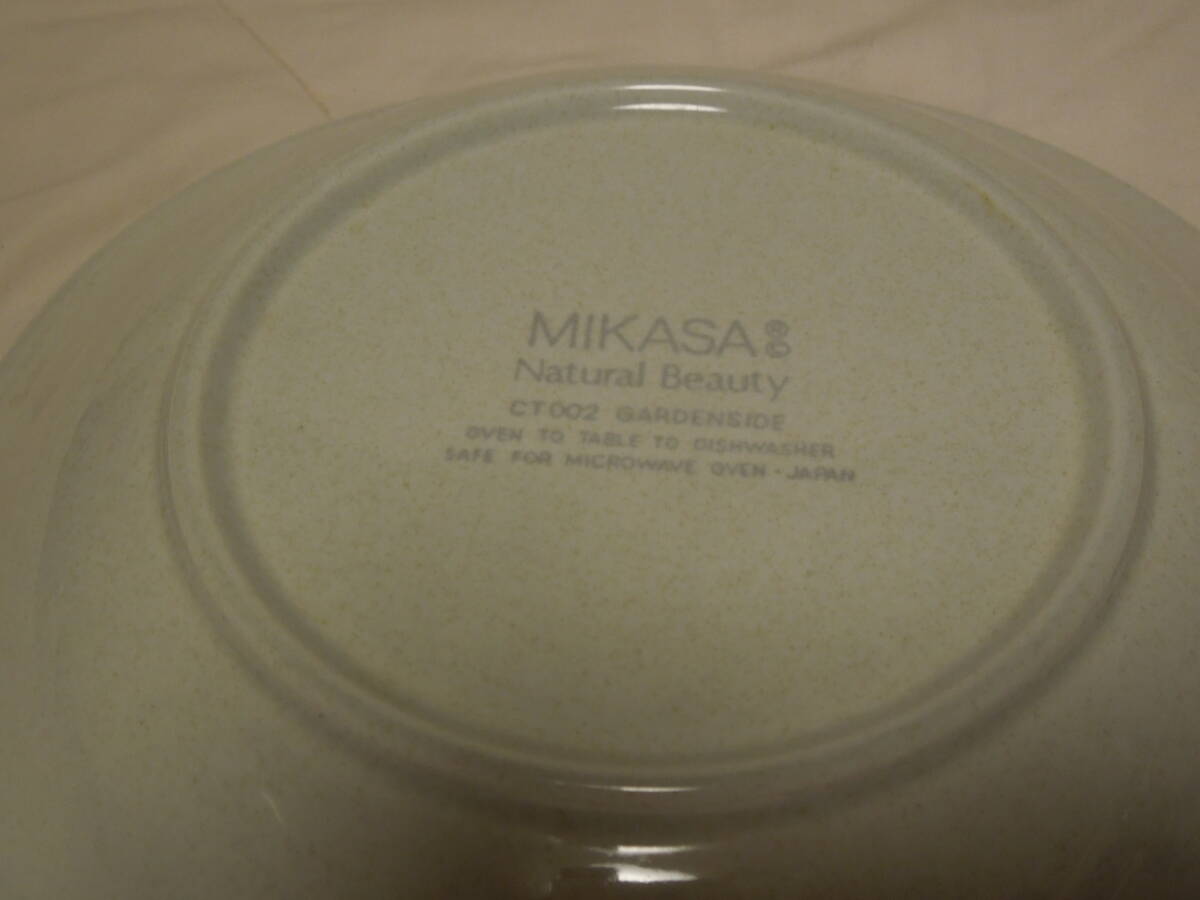 MIKASA®©
Natural Beauty
CT002 GARDENSIDE
OVEN TO TABLE TO DISHWASHER
SAFE FOR MICROWAVE OVEN - JAPAN